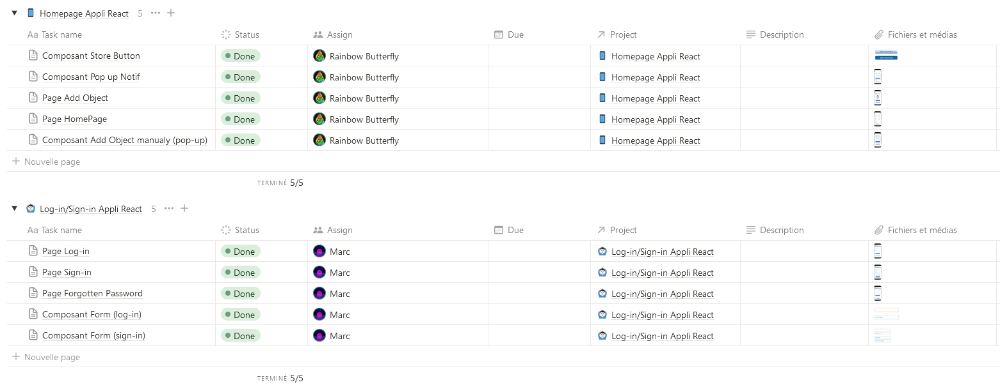 Homepage Appli React 5
Aa Task name Status Assign Due Project Description Fichiers et médias
Composant Store Button Done Rainbow Butterfly Homepage Appli React
Composant Pop up Notif Done Rainbow Butterfly Homepage Appli React
Page Add Object Done Rainbow Butterfly Homepage Appli React
Page HomePage Done Rainbow Butterfly Homepage Appli React
Composant Add Object manualy (pop-up) Done Rainbow Butterfly Homepage Appli React
Nouvelle page
TERMINÉ 5/5
Log-in/Sign-in Appli React 5
Aa Task name Status Assign Due Project Description Fichiers et médias
Page Log-in Done Marc Log-in/Sign-in Appli React
Page Sign-in Done Marc Log-in/Sign-in Appli React
Page Forgotten Password Done Marc Log-in/Sign-in Appli React
Composant Form (log-in) Done Marc Log-in/Sign-in Appli React
Composant Form (sign-in) Done Marc Log-in/Sign-in Appli React
Nouvelle page
TERMINÉ 5/5